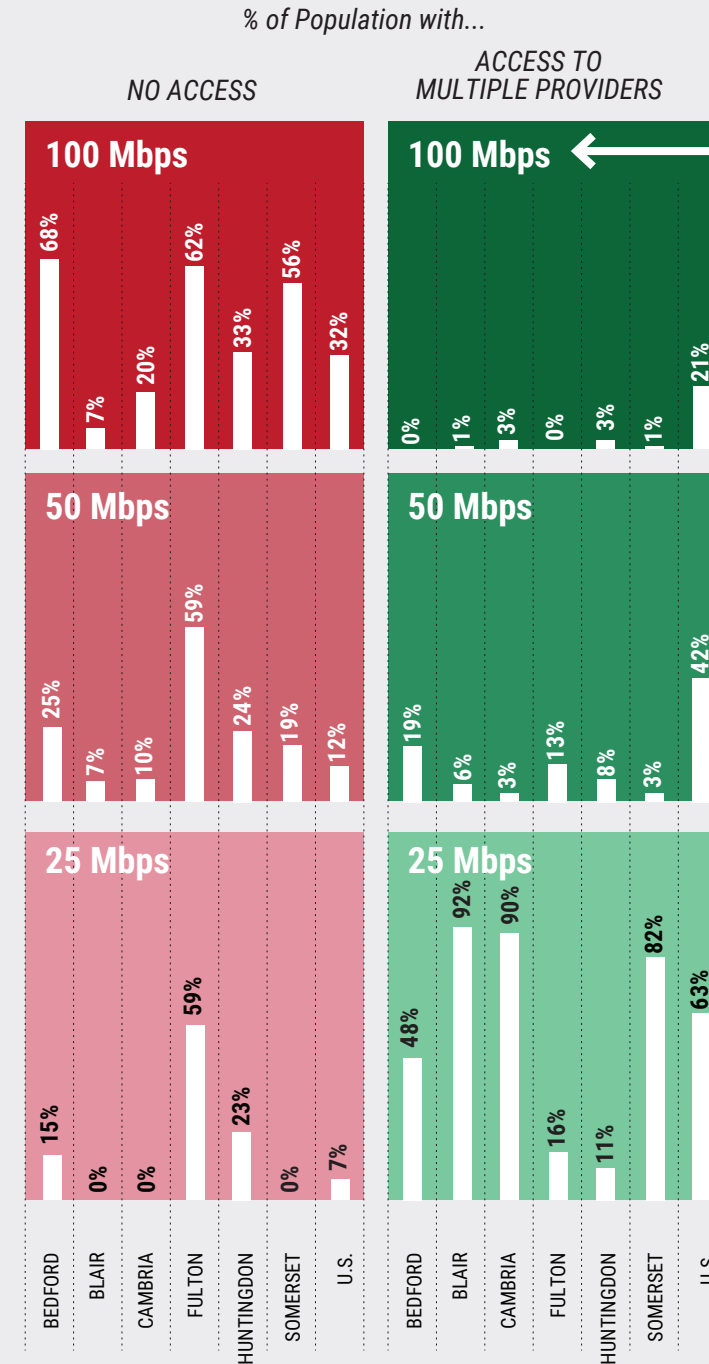 % of Population with...
NO ACCESS
ACCESS TO
MULTIPLE PROVIDERS
100 Mbps
68%
7%
20%
62%
33%
56%
32%
100 Mbps
0%
1%
3%
0%
3%
1%
21%
50 Mbps
25%
7%
10%
59%
24%
19%
12%
50 Mbps
19%
6%
3%
13%
8%
3%
42%
25 Mbps
15%
0%
0%
59%
23%
0%
7%
25 Mbps
48%
92%
90%
16%
11%
82%
63%
BEDFORD
BLAIR
CAMBRIA
FULTON
HUNTINGDON
SOMERSET
U.S.
BEDFORD
BLAIR
CAMBRIA
FULTON
HUNTINGDON
SOMERSET
U.S.